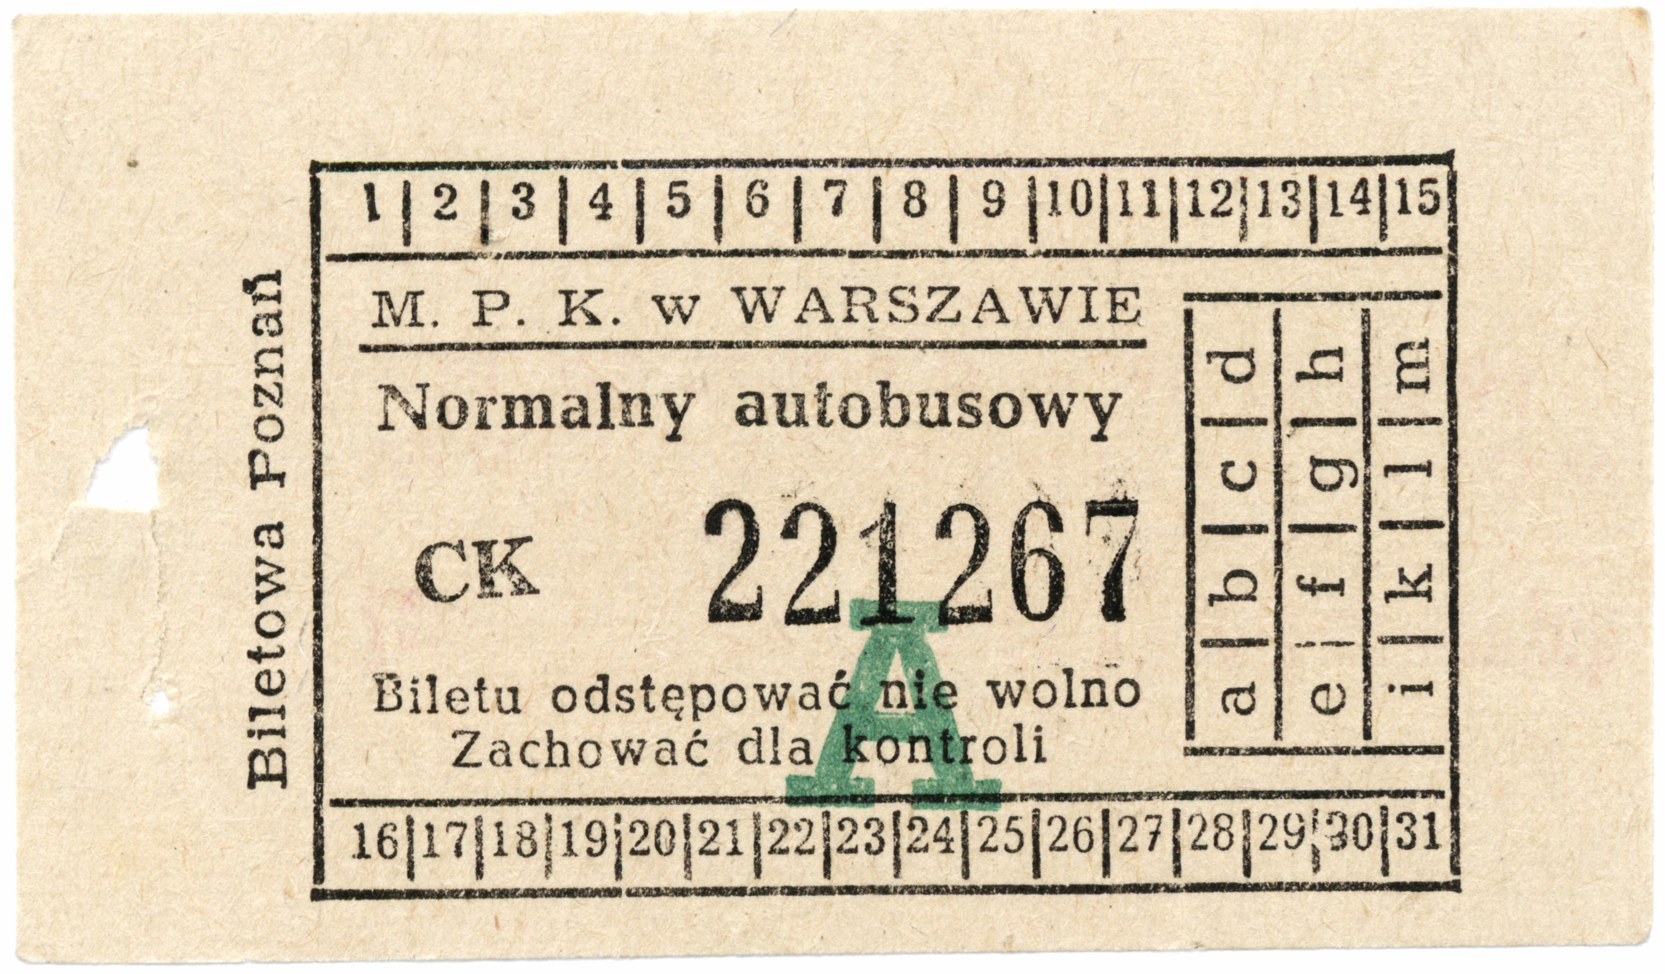 1 | 2 | 3 | 4 | 5 | 6 | 7 | 8 | 9 | 10 | 11 | 12 | 13 | 14 | 15
M. P. K. w WARSZAWIE
Normalny autobusowy
CK 221267
A
Biletu odstępować nie wolno
Zachować dla kontroli
16 | 17 | 18 | 19 | 20 | 21 | 22 | 23 | 24 | 25 | 26 | 27 | 28 | 29 | 30 | 31
a | b | c | d
e | f | g | h
i | k | l | m
Biletowa Poznań